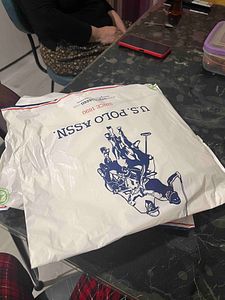 U.S. POLO ASSN.
SINCE 1890